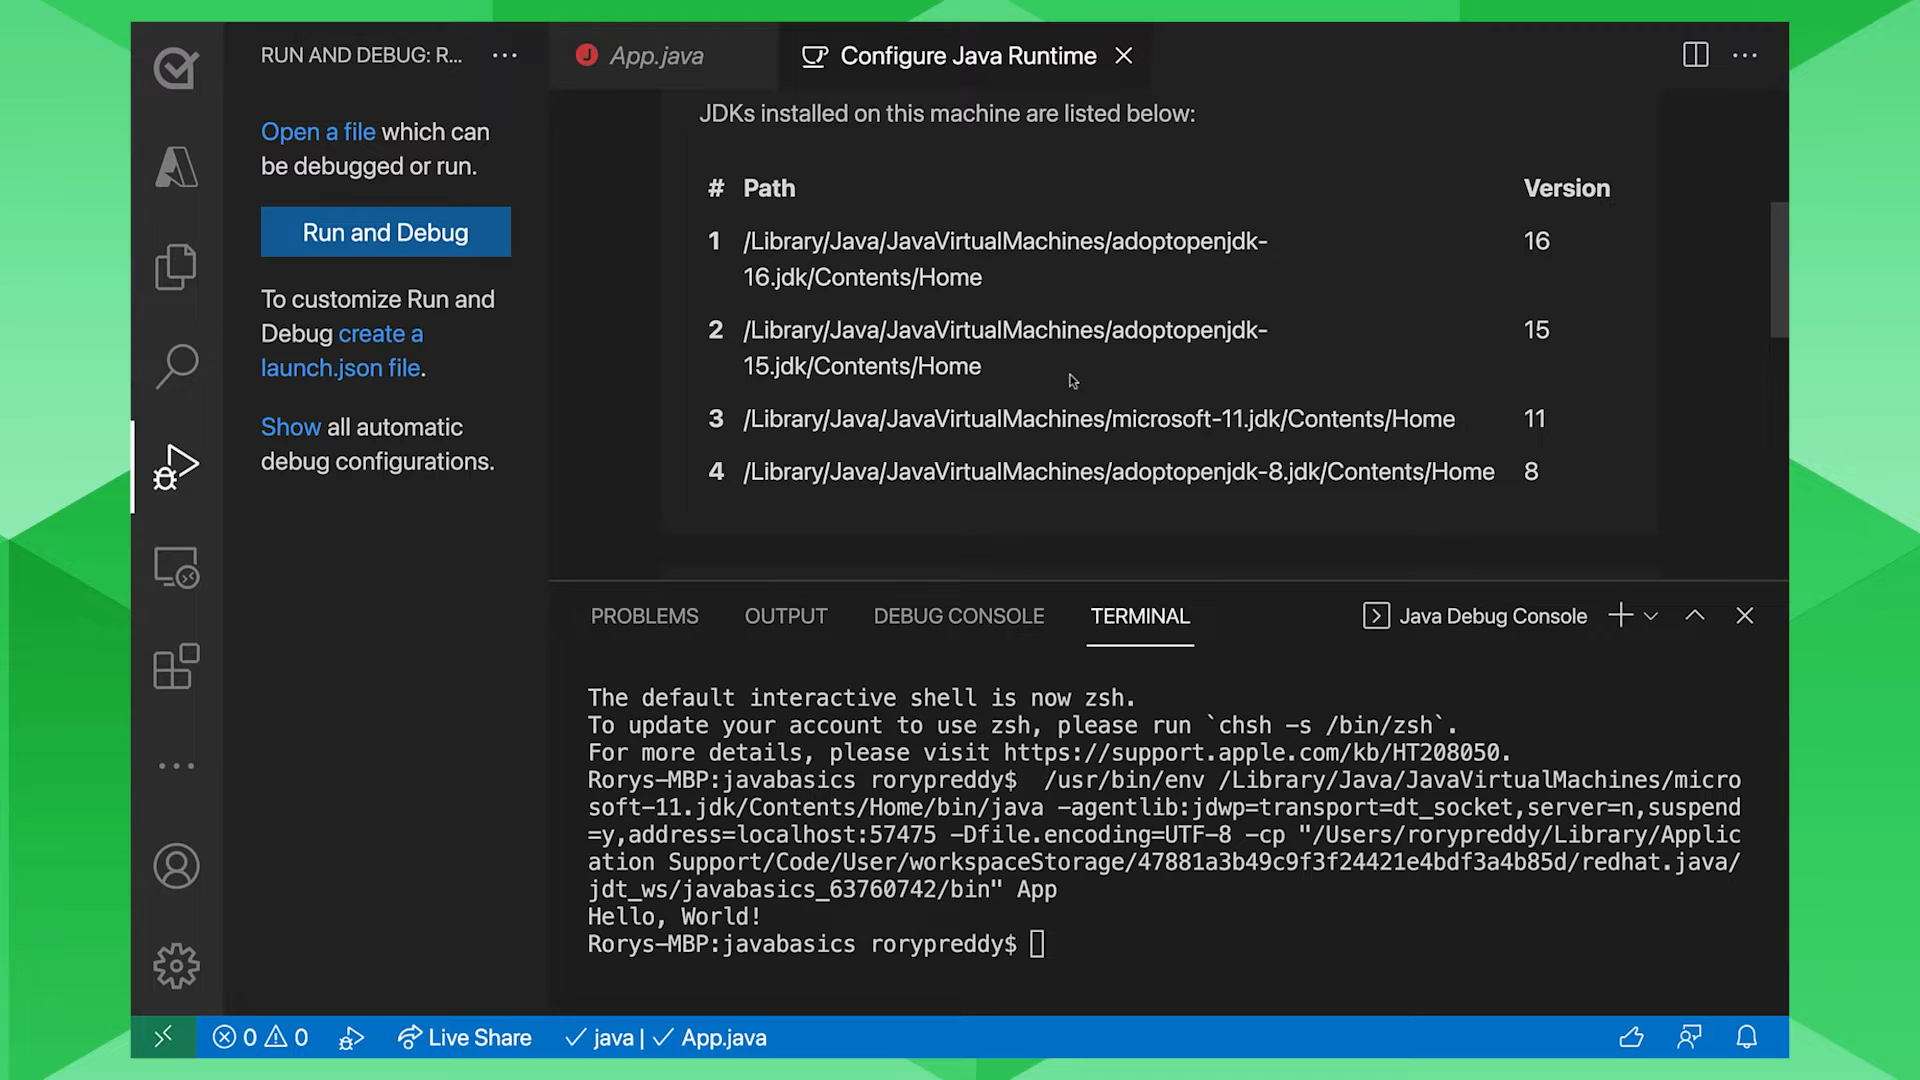 RUN AND DEBUG: R...
Open a file which can
be debugged or run.
Run and Debug
To customize Run and
Debug create a
launch.json file.
Show all automatic
debug configurations.
App.java
Configure Java Runtime
JDKs installed on this machine are listed below:
# Path Version
1 /Library/Java/JavaVirtualMachines/adoptopenjdk- 16
16.jdk/Contents/Home
2 /Library/Java/JavaVirtualMachines/adoptopenjdk- 15
15.jdk/Contents/Home
3 /Library/Java/JavaVirtualMachines/microsoft-11.jdk/Contents/Home 11
4 /Library/Java/JavaVirtualMachines/adoptopenjdk-8.jdk/Contents/Home 8
PROBLEMS OUTPUT DEBUG CONSOLE TERMINAL Java Debug Console
The default interactive shell is now zsh.
To update your account to use zsh, please run `chsh -s /bin/zsh`.
For more details, please visit https://support.apple.com/kb/HT208050.
Rorys-MBP:javabasics rorypreddy$  /usr/bin/env /Library/Java/JavaVirtualMachines/micro
soft-11.jdk/Contents/Home/bin/java -agentlib:jdwp=transport=dt_socket,server=n,suspend
=y,address=localhost:57475 -Dfile.encoding=UTF-8 -cp "/Users/rorypreddy/Library/Applic
ation Support/Code/User/workspaceStorage/47881a3b49c9f3f24421e4bdf3a4b85d/redhat.java/
jdt_ws/javabasics_63760742/bin" App
Hello, World!
Rorys-MBP:javabasics rorypreddy$
0 0 Live Share java | App.java